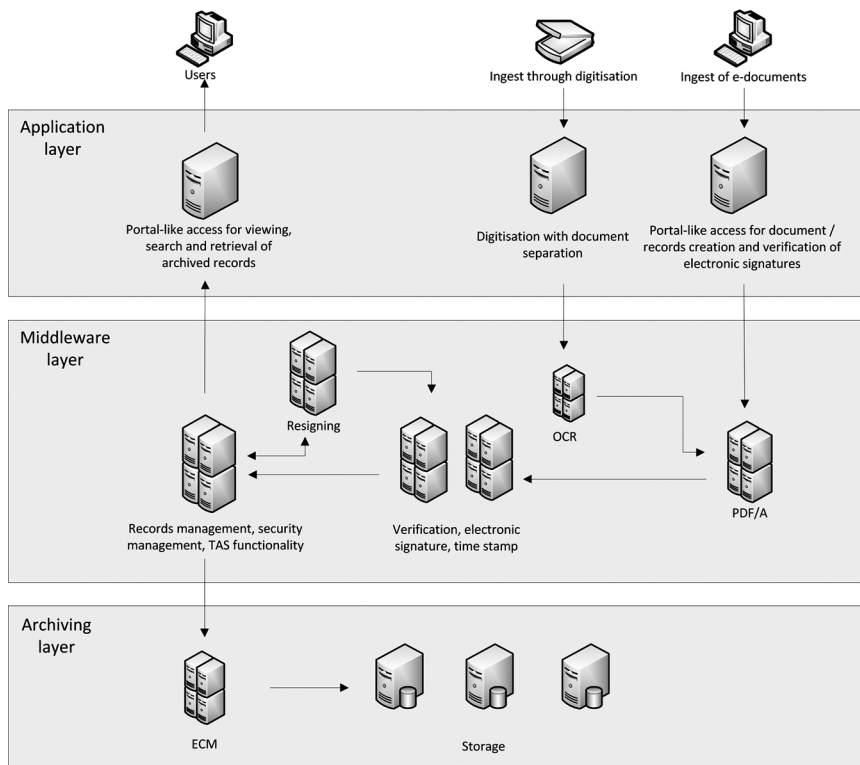 Users
Ingest through digitisation
Ingest of e-documents
Application
layer
Portal-like access for viewing,
search and retrieval of
archived records
Digitisation with document
separation
Portal-like access for document /
records creation and verification of
electronic signatures
Middleware
layer
Resigning
OCR
PDF/A
Records management, security
management, TAS functionality
Verification, electronic
signature, time stamp
Archiving
layer
ECM
Storage